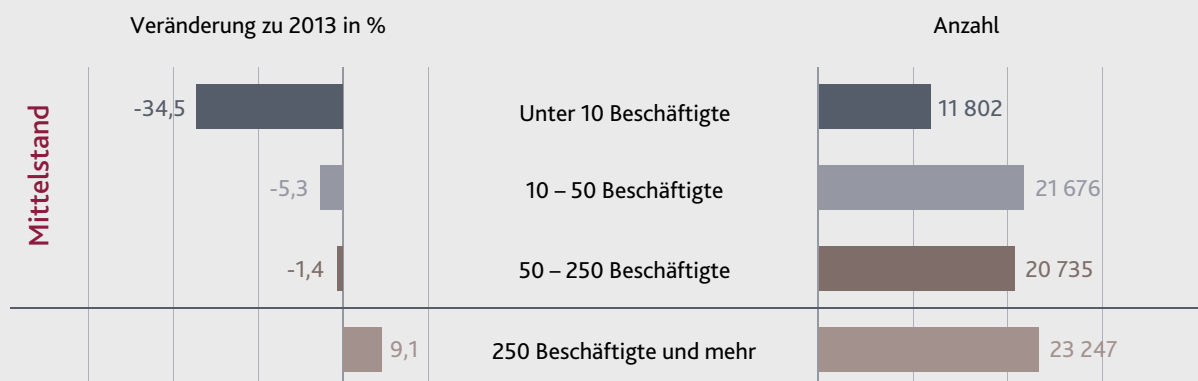 Veränderung zu 2013 in %
Anzahl
Mittelstand
-34,5
Unter 10 Beschäftigte
11 802
-5,3
10 – 50 Beschäftigte
21 676
-1,4
50 – 250 Beschäftigte
20 735
9,1
250 Beschäftigte und mehr
23 247